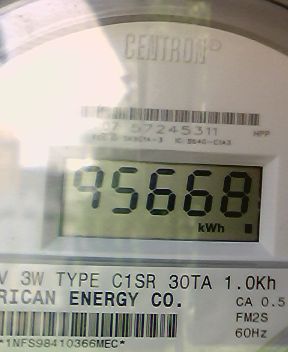 CENTRON®
57245311
HPP
95668
kWh
V 3W TYPE C1SR 30TA 1.0Kh
RICAN ENERGY CO.
CA 0.5
FM2S
60Hz
*1NFS98410366MEC*